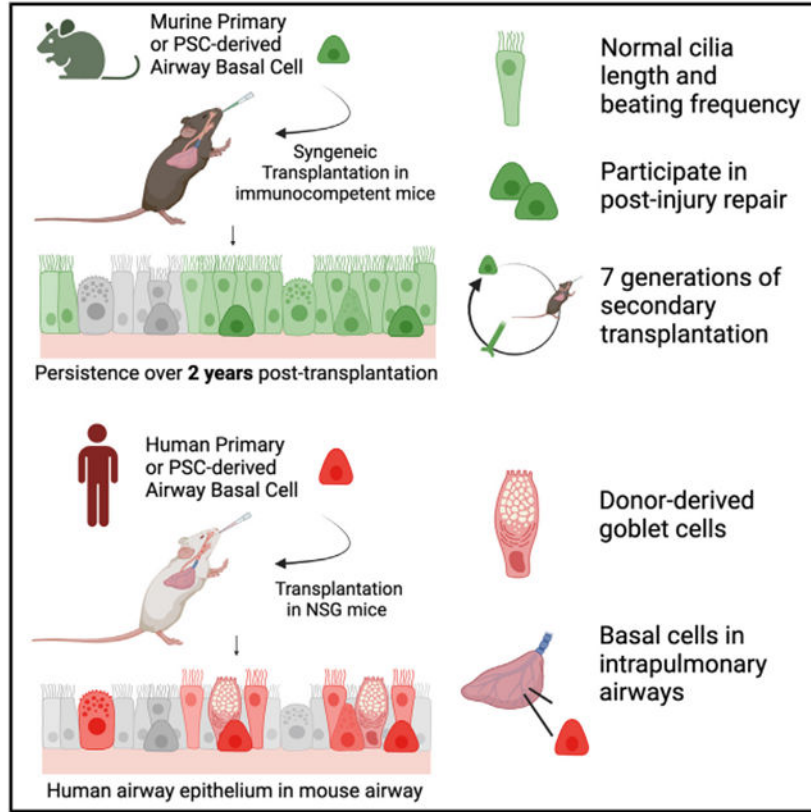 Murine Primary
or PSC-derived
Airway Basal Cell
Syngeneic
Transplantation in
immunocompetent mice
Persistence over 2 years post-transplantation
Normal cilia
length and
beating frequency
Participate in
post-injury repair
7 generations of
secondary
transplantation
Human Primary
or PSC-derived
Airway Basal Cell
Transplantation
in NSG mice
Human airway epithelium in mouse airway
Donor-derived
goblet cells
Basal cells in
intrapulmonary
airways